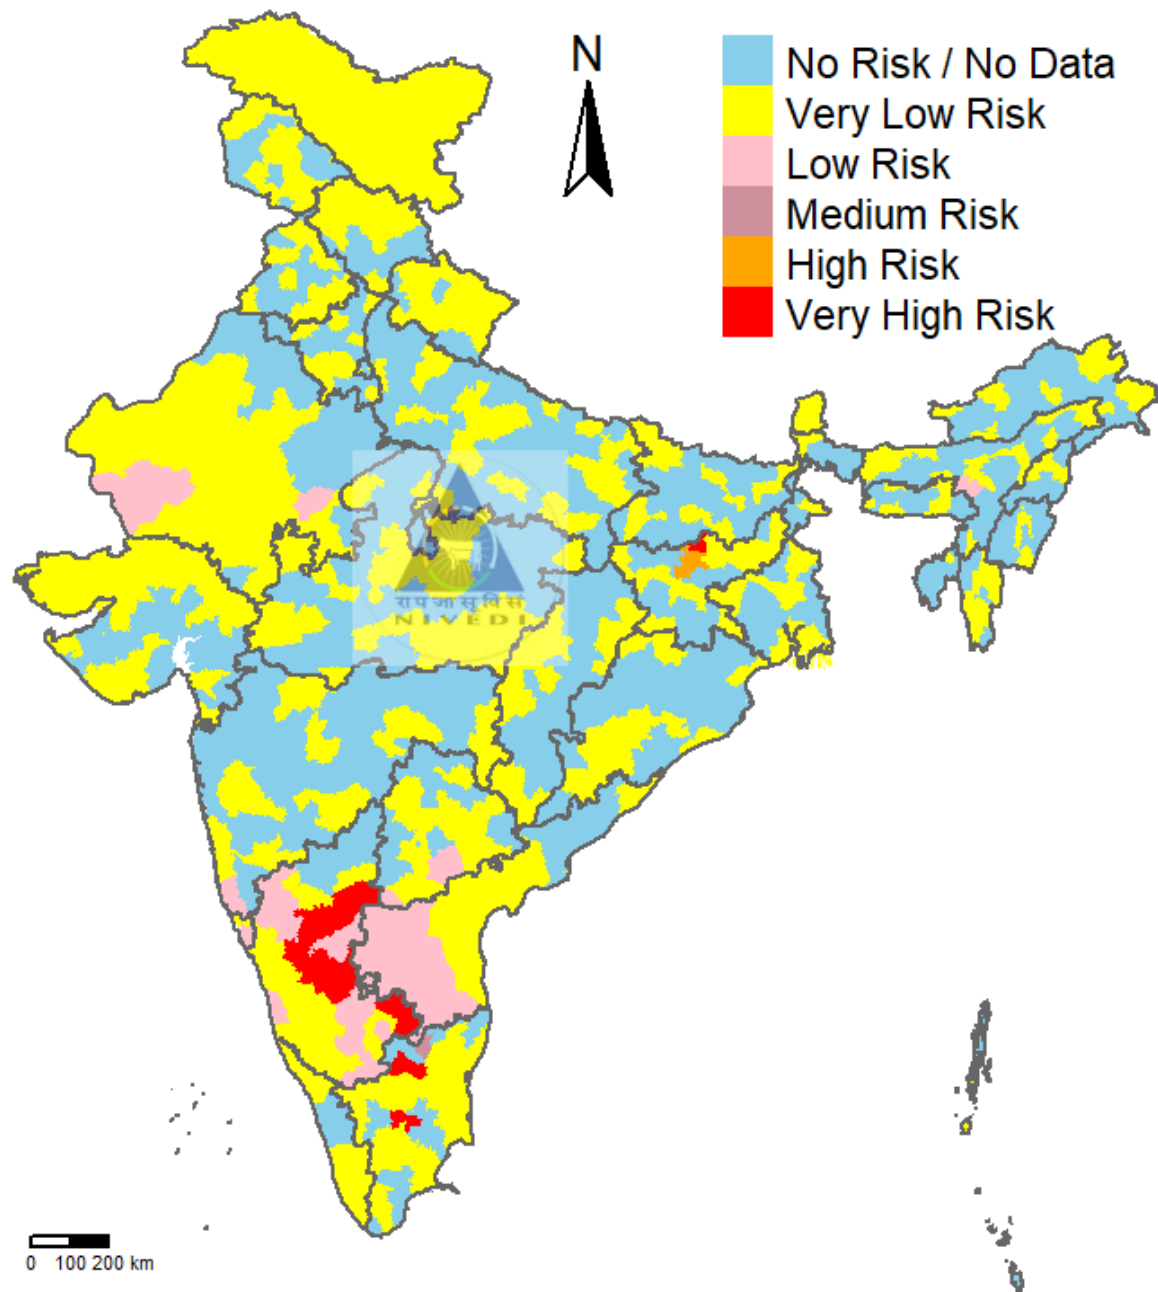 N
No Risk / No Data
Very Low Risk
Low Risk
Medium Risk
High Risk
Very High Risk
रा प जा सू वि सं
NIVEDI
0 100 200 km